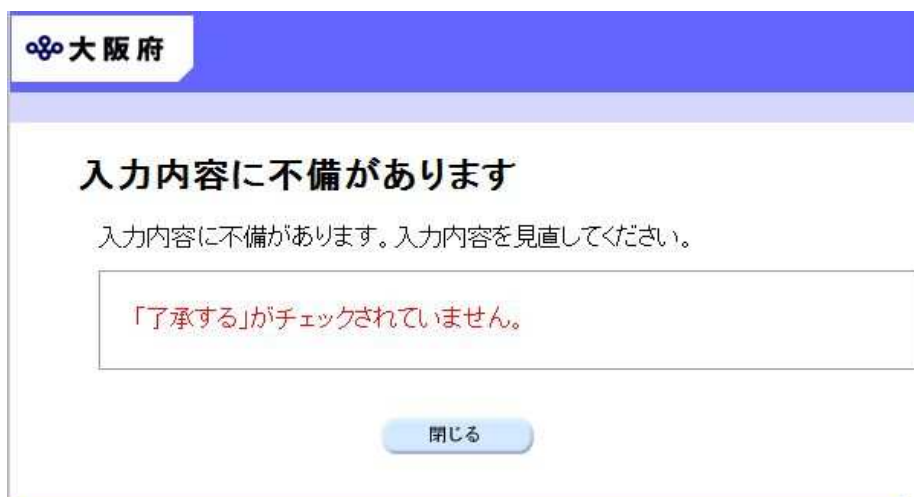 大阪府
入力内容に不備があります
入力内容に不備があります。入力内容を見直してください。
「了承する」がチェックされていません。
閉じる